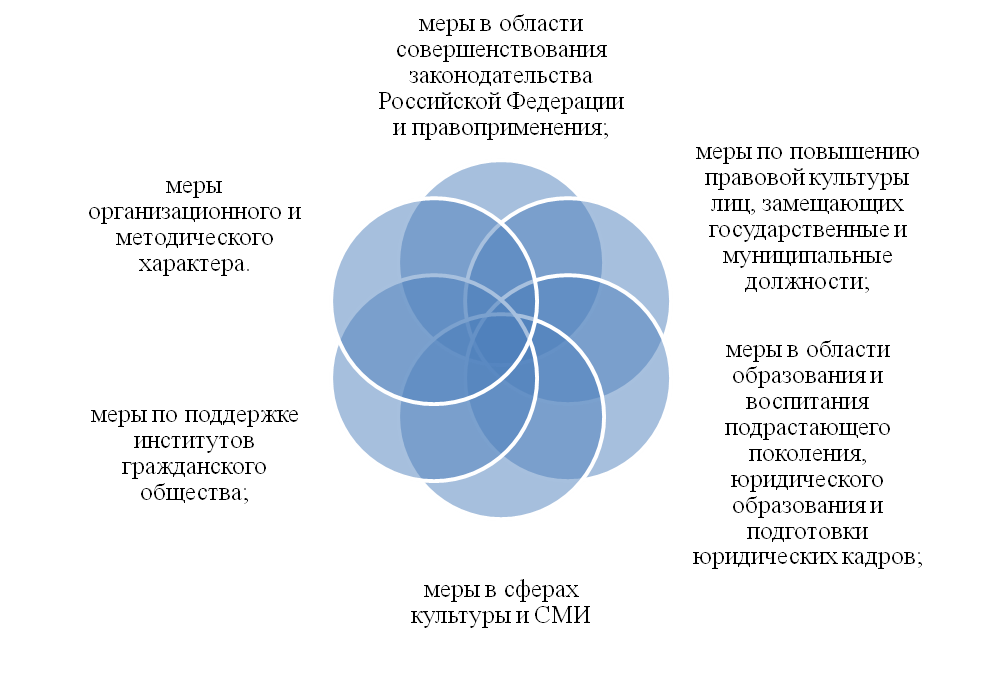 меры в области
совершенствования
законодательства
Российской Федерации
и правоприменения;
меры по повышению
правовой культуры
лиц, замещающих
государственные и
муниципальные
должности;
меры в области
образования и
воспитания
подрастающего
поколения,
юридического
образования и
подготовки
юридических кадров;
меры в сферах
культуры и СМИ
меры по поддержке
институтов
гражданского
общества;
меры
организационного и
методического
характера.